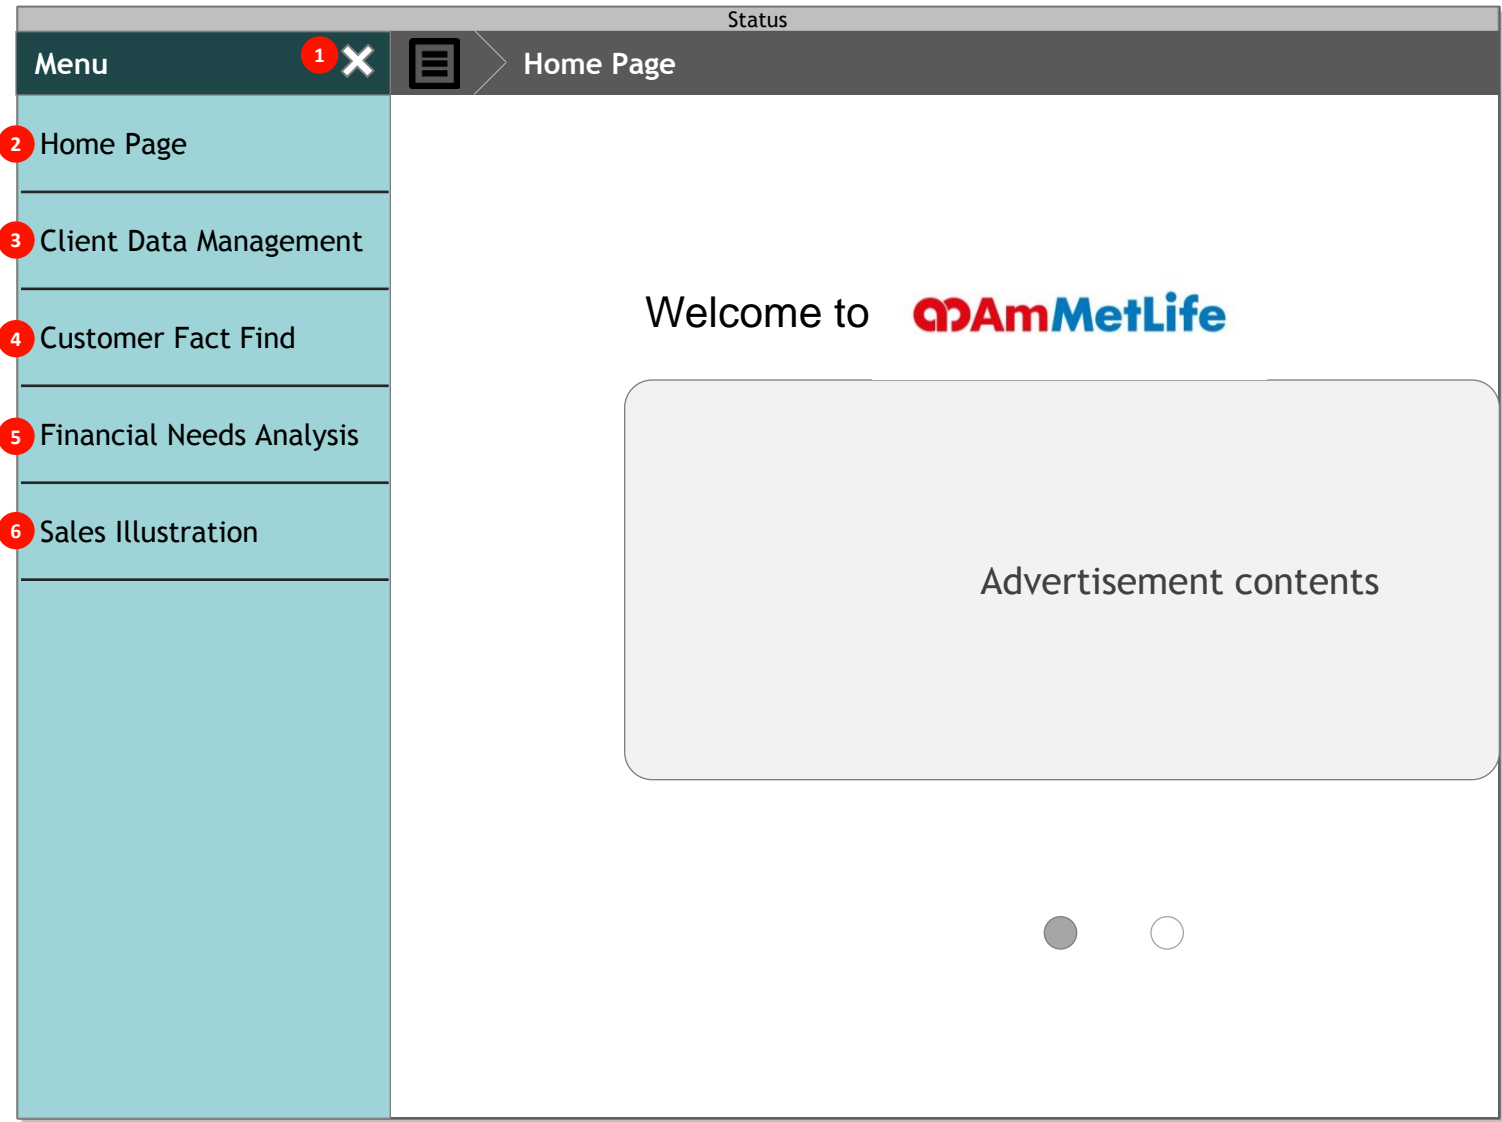 Status
Menu
1
Home Page
2
Home Page
3
Client Data Management
4
Customer Fact Find
5
Financial Needs Analysis
6
Sales Illustration
Welcome to AmMetLife
Advertisement contents